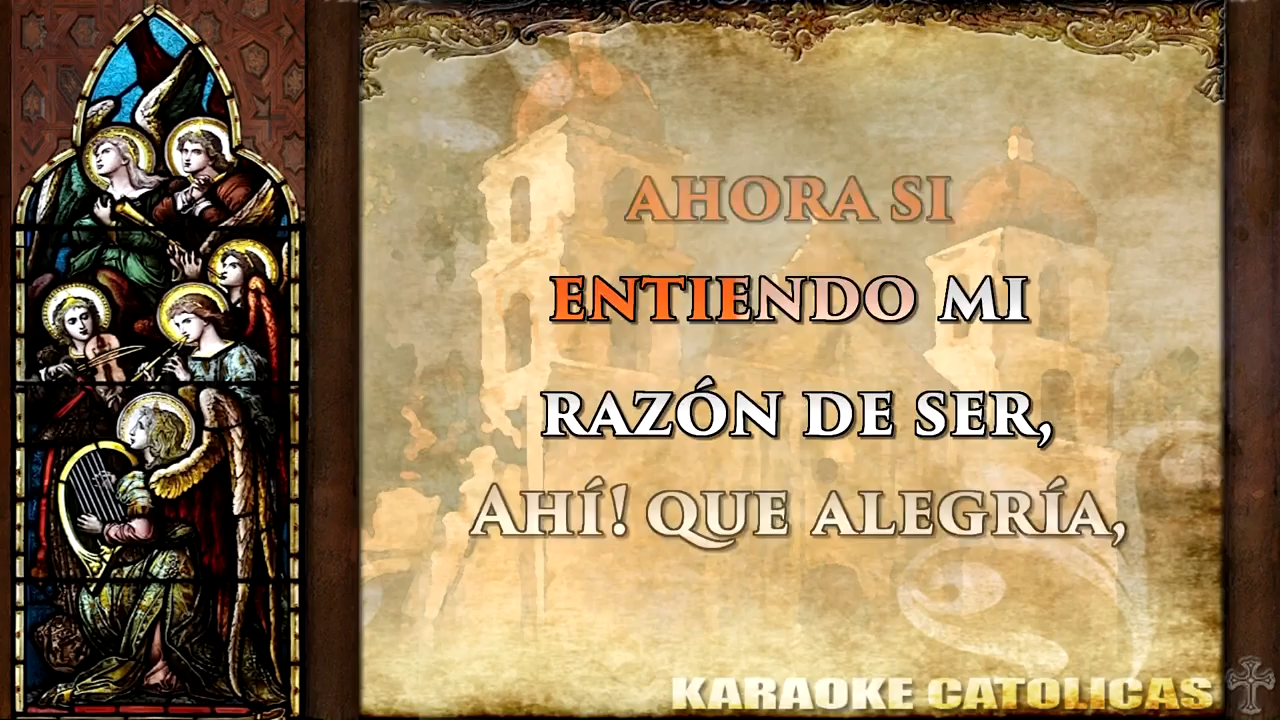 AHORA SI
ENTIENDO MI
RAZÓN DE SER,
AHÍ! QUE ALEGRÍA,
KARAOKE CATOLICAS